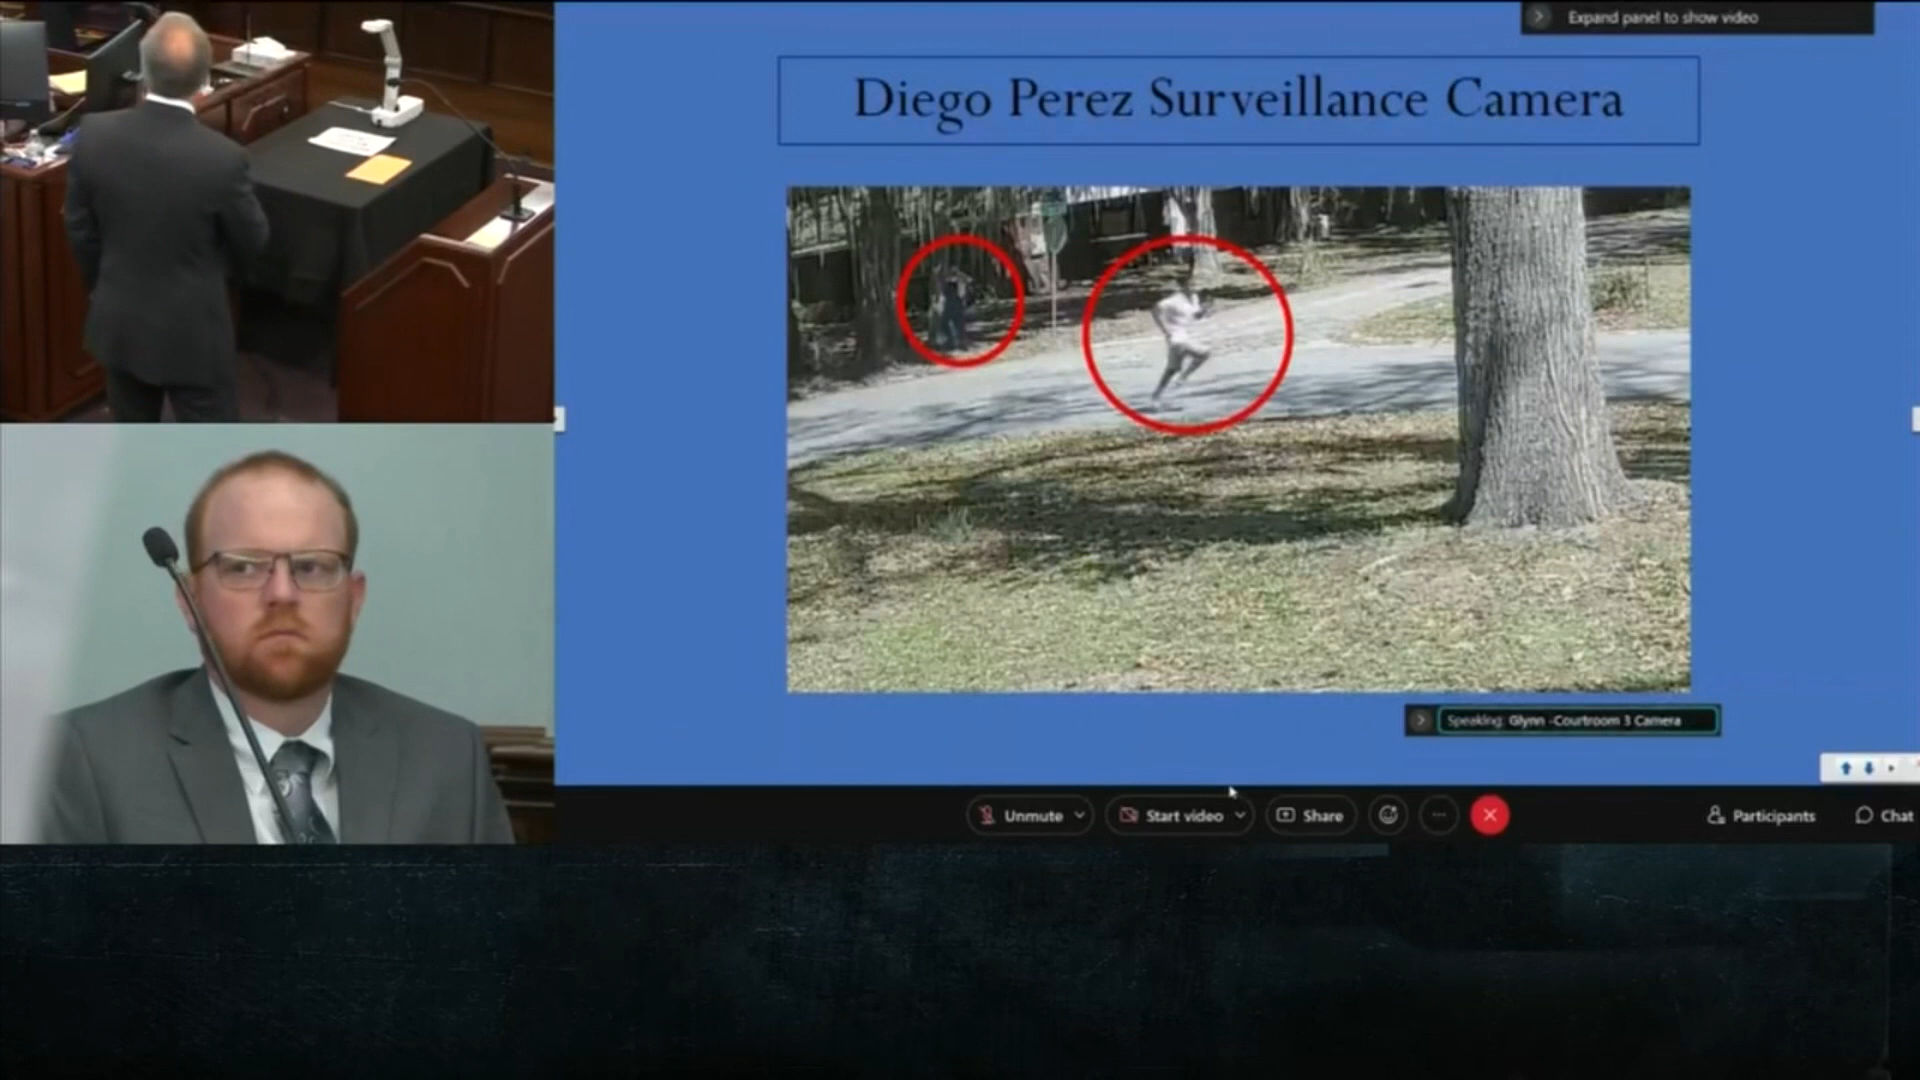 Expand panel to show video
Diego Perez Surveillance Camera
Speaking: Glynn -Courtroom 3 Camera
Unmute
Start video
Share
Participants
Chat